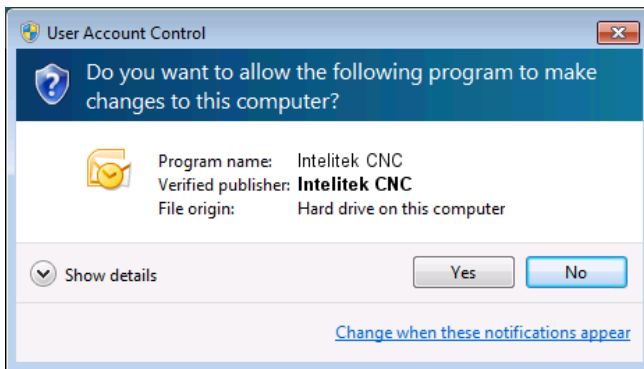 User Account Control
Do you want to allow the following program to make
changes to this computer?
Program name: Intelitek CNC
Verified publisher: Intelitek CNC
File origin: Hard drive on this computer
Show details
Yes
No
Change when these notifications appear